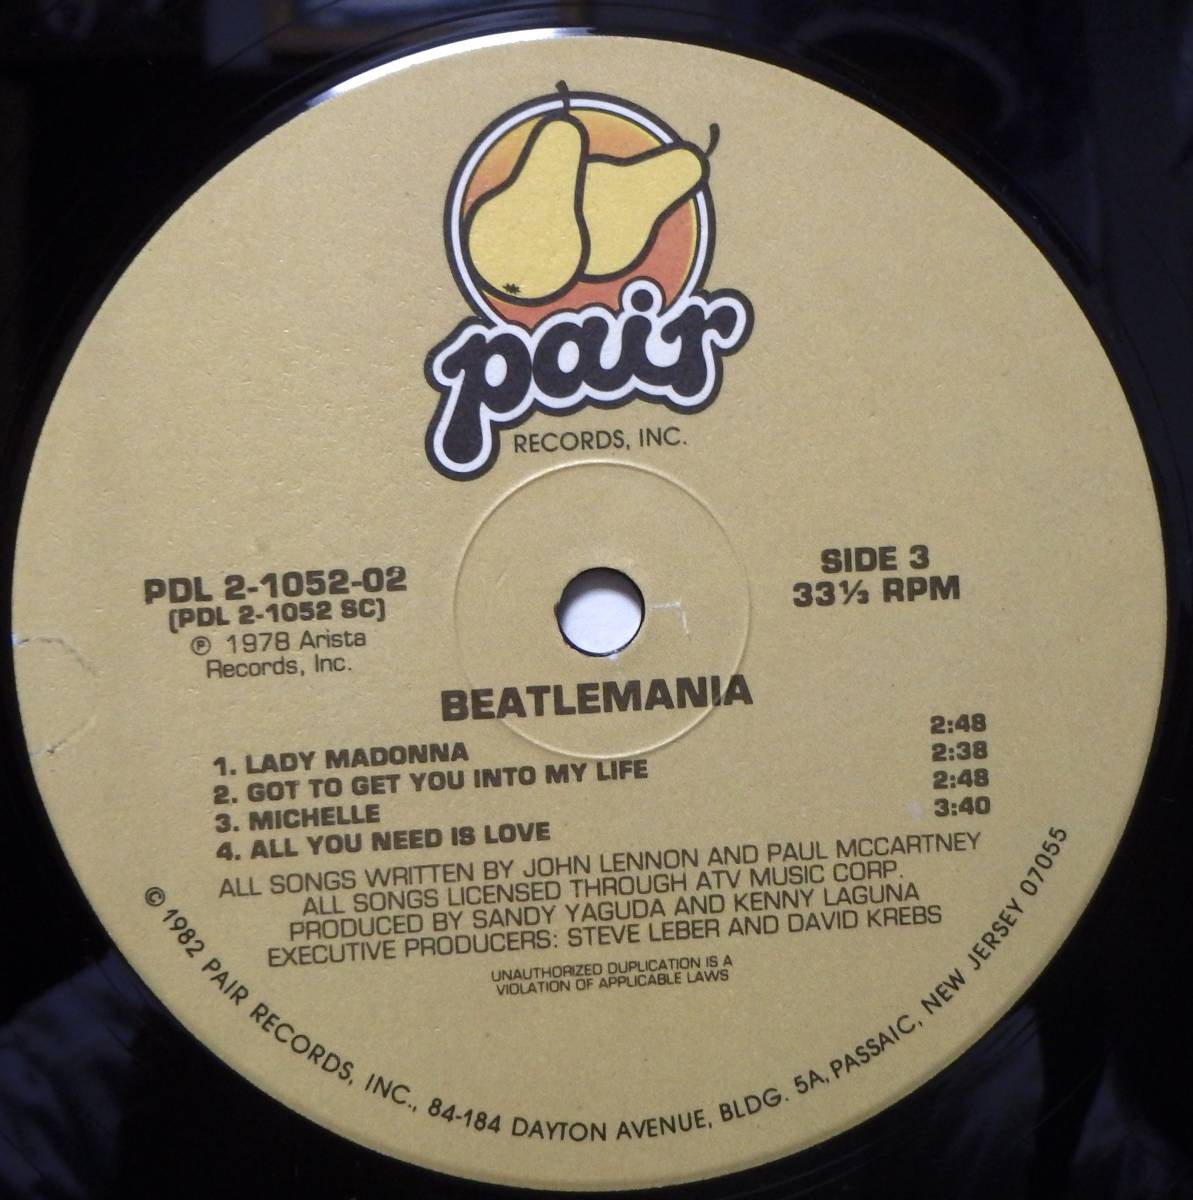 pair
RECORDS, INC.
PDL 2-1052-02
(PDL 2-1052 SC)
℗ 1978 Arista
Records, Inc.
SIDE 3
33⅓ RPM
BEATLEMANIA
1. LADY MADONNA 2:48
2. GOT TO GET YOU INTO MY LIFE 2:38
3. MICHELLE 2:48
4. ALL YOU NEED IS LOVE 3:40
ALL SONGS WRITTEN BY JOHN LENNON AND PAUL MCCARTNEY
ALL SONGS LICENSED THROUGH ATV MUSIC CORP.
PRODUCED BY SANDY YAGUDA AND KENNY LAGUNA
EXECUTIVE PRODUCERS: STEVE LEBER AND DAVID KREBS
UNAUTHORIZED DUPLICATION IS A
VIOLATION OF APPLICABLE LAWS
© 1982 PAIR RECORDS, INC., 84-184 DAYTON AVENUE, BLDG. 5A, PASSAIC, NEW JERSEY 07055